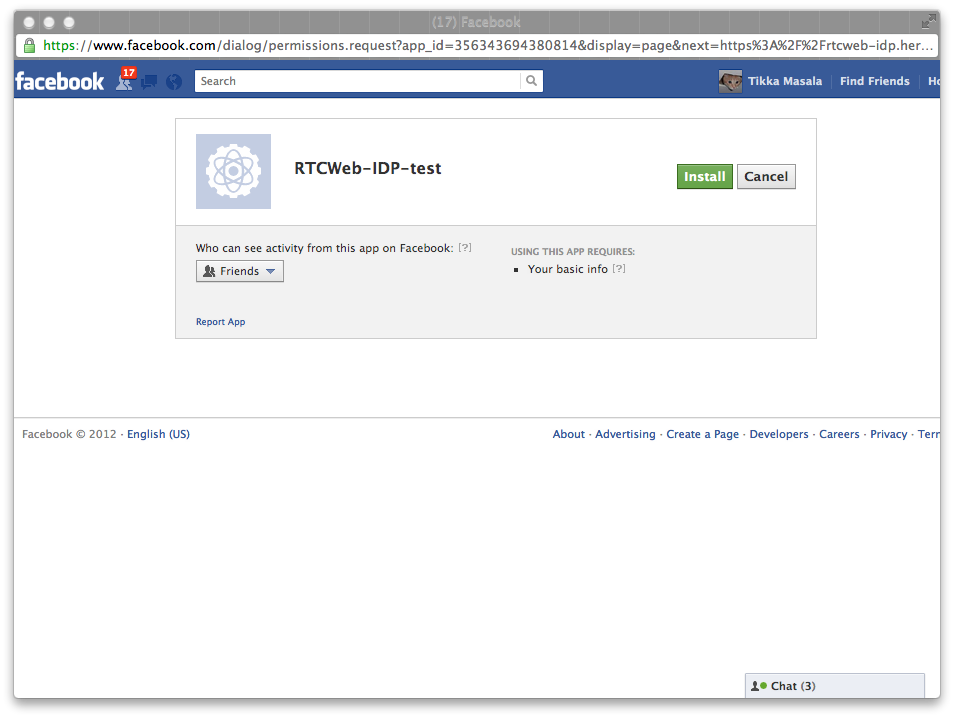 (17) Facebook
https://www.facebook.com/dialog/permissions.request?app_id=356343694380814&display=page&next=https%3A%2F%2Frtcweb-idp.her...
facebook 17 Search Tikka Masala Find Friends Ho
RTCWeb-IDP-test
Install Cancel
Who can see activity from this app on Facebook: [?]
USING THIS APP REQUIRES:
Friends
▪ Your basic info [?]
Report App
Facebook © 2012 · English (US)
About · Advertising · Create a Page · Developers · Careers · Privacy · Term
Chat (3)